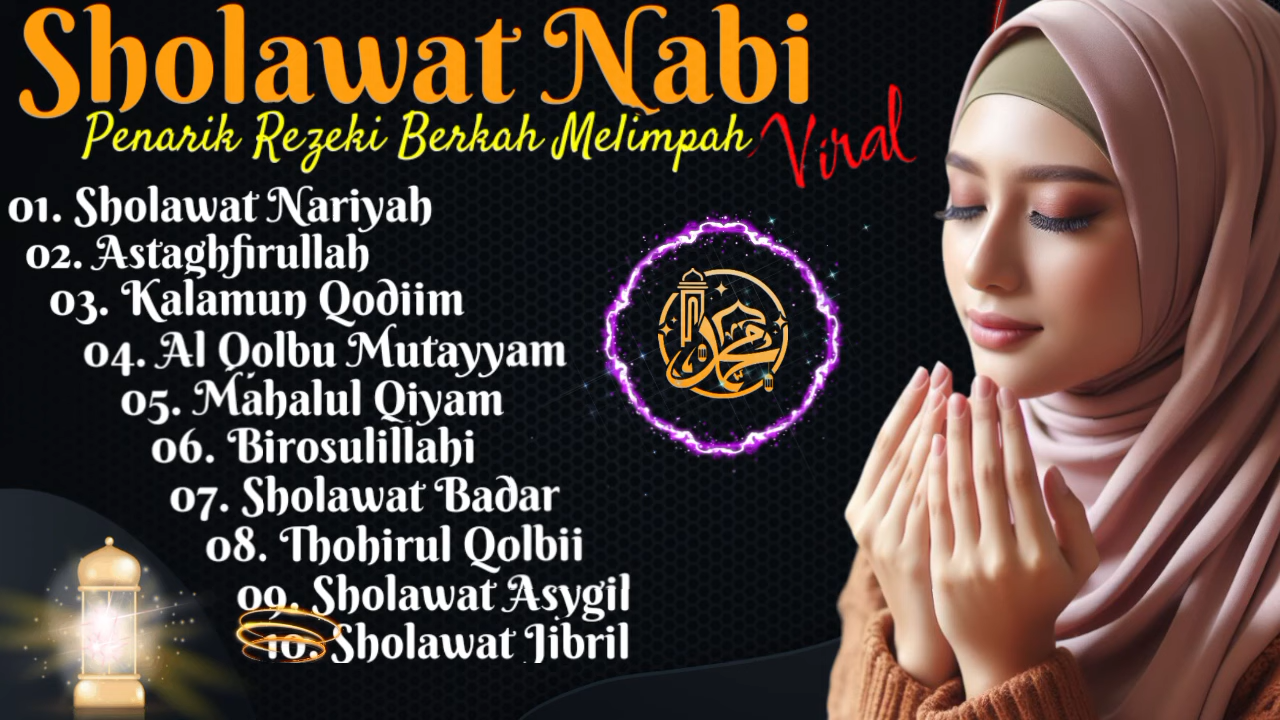 Sholawat Nabi
Penarik Rezeki Berkah Melimpah Viral
01. Sholawat Nariyah
02. Astaghfirullah
03. Kalamun Qodiim
04. Al Qolbu Mutayyam
05. Mahalul Qiyam
06. Birosulillahi
07. Sholawat Badar
08. Thohirul Qolbii
09. Sholawat Asygil
10. Sholawat Jibril
محمد